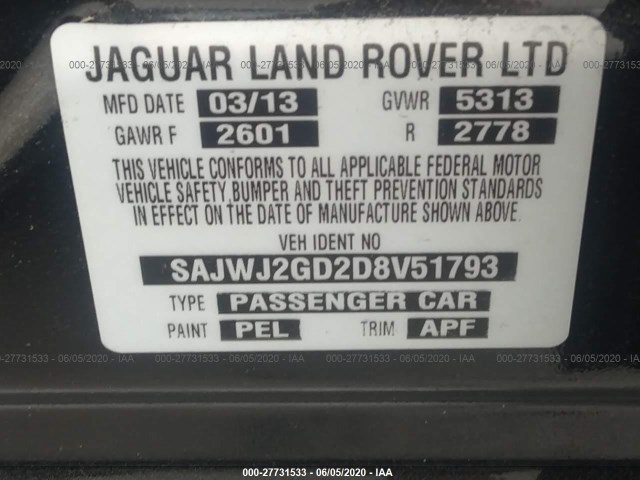 JAGUAR LAND ROVER LTD
MFD DATE 03/13 GVWR 5313
GAWR F 2601 R 2778
THIS VEHICLE CONFORMS TO ALL APPLICABLE FEDERAL MOTOR
VEHICLE SAFETY, BUMPER AND THEFT PREVENTION STANDARDS
IN EFFECT ON THE DATE OF MANUFACTURE SHOWN ABOVE.
VEH IDENT NO
SAJWJ2GD2D8V51793
TYPE PASSENGER CAR
PAINT PEL TRIM APF
000-27731533 - 06/05/2020 - IAA